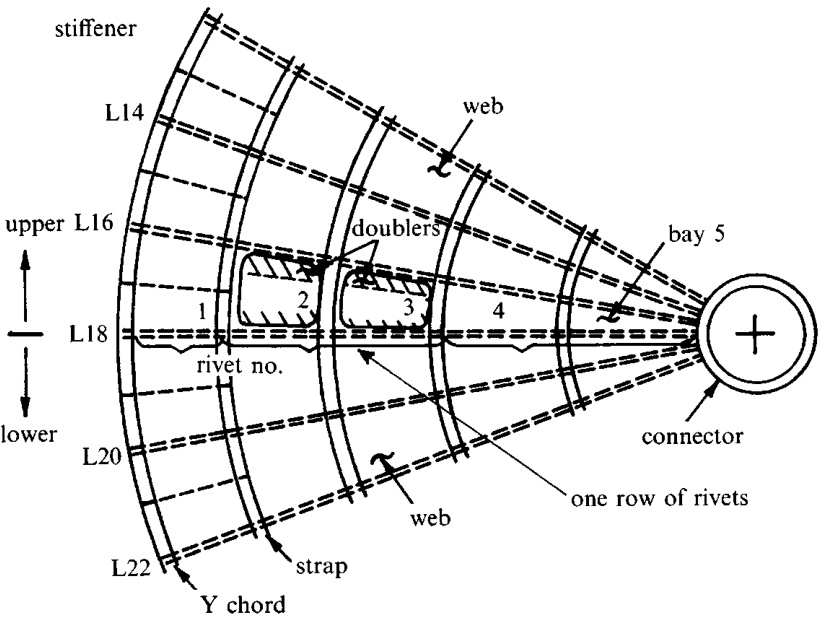 stiffener
L14
web
upper L16
doublers
bay 5
1
2
3
4
L18
rivet no.
lower
connector
L20
one row of rivets
web
strap
L22
Y chord